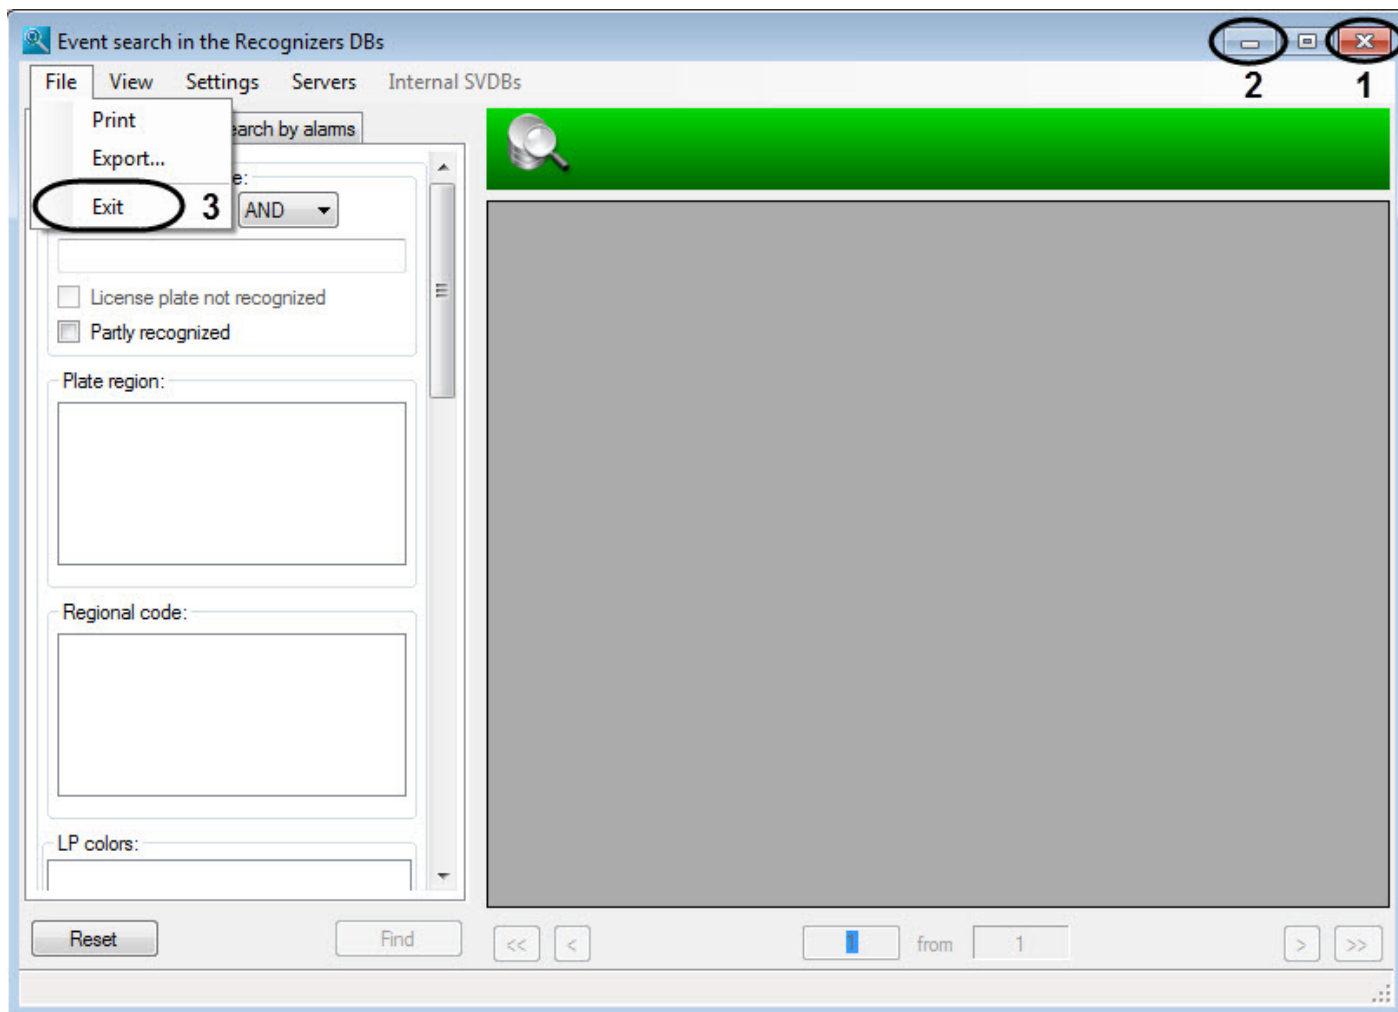 Event search in the Recognizers DBs
2 1
File View Settings Servers Internal SVDBs
Print
by alarms
Export...
Exit 3 AND
License plate not recognized
Partly recognized
Plate region:
Regional code:
LP colors:
Reset Find << < 1 from 1 > >>